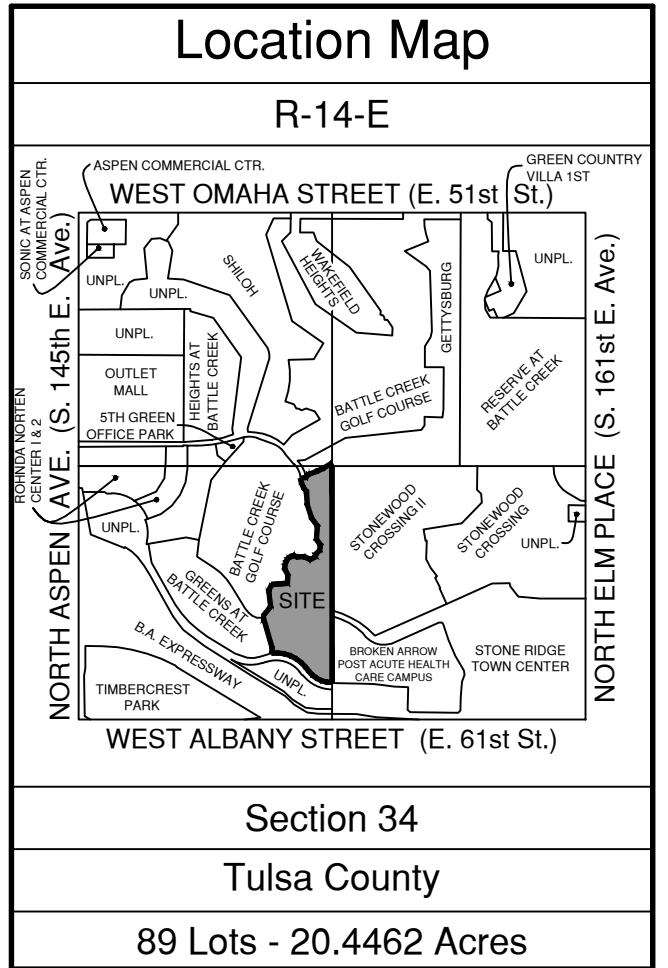 Location Map
R-14-E
SONIC AT ASPEN
COMMERCIAL CTR.
ASPEN COMMERCIAL CTR.
GREEN COUNTRY
VILLA 1ST
WEST OMAHA STREET (E. 51st St.)
NORTH ASPEN AVE. (S. 145th E. Ave.)
NORTH ELM PLACE (S. 161st E. Ave.)
UNPL.
UNPL.
SHILOH
WAKEFIELD
HEIGHTS
GETTYSBURG
UNPL.
UNPL.
OUTLET
MALL
HEIGHTS AT
BATTLE CREEK
5TH GREEN
OFFICE PARK
BATTLE CREEK
GOLF COURSE
RESERVE AT
BATTLE CREEK
ROHNDA NORTEN
CENTER I & 2
UNPL.
BATTLE CREEK
GOLF COURSE
STONEWOOD
CROSSING II
STONEWOOD
CROSSING
UNPL.
GREENS AT
BATTLE CREEK
SITE
B.A. EXPRESSWAY
UNPL.
BROKEN ARROW
POST ACUTE HEALTH
CARE CAMPUS
STONE RIDGE
TOWN CENTER
TIMBERCREST
PARK
WEST ALBANY STREET (E. 61st St.)
Section 34
Tulsa County
89 Lots - 20.4462 Acres